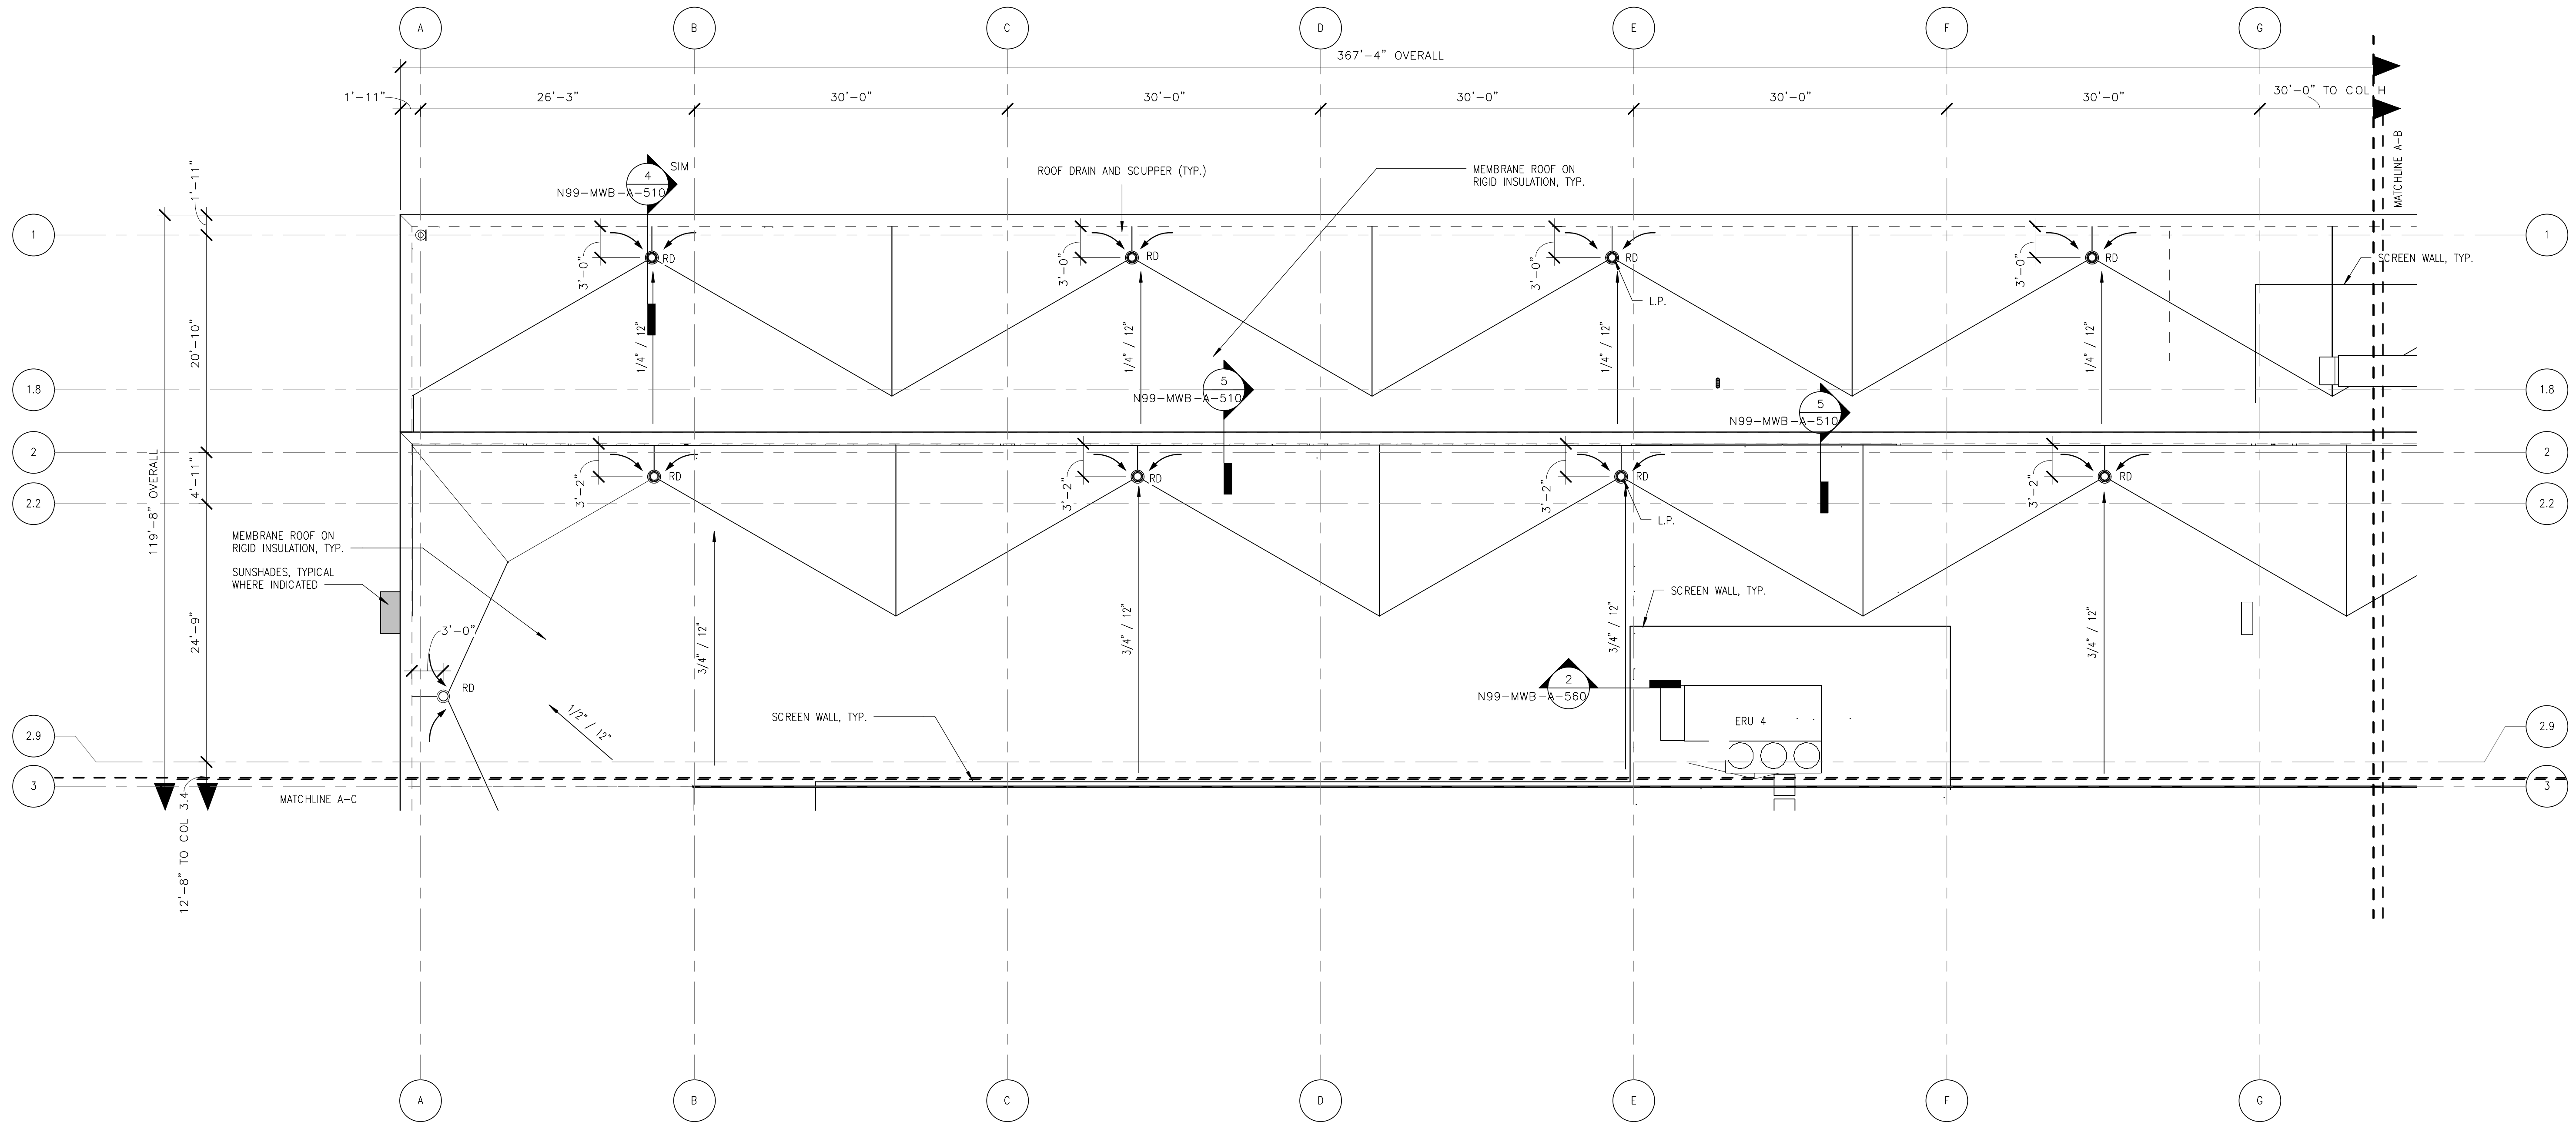 A
B
C
D
E
F
G
367'-4" OVERALL
1'-11"
26'-3"
30'-0"
30'-0"
30'-0"
30'-0"
30'-0"
30'-0" TO COL H
MATCHLINE A-B
1'-11"
4
SIM
N99-MWB-A-510
ROOF DRAIN AND SCUPPER (TYP.)
MEMBRANE ROOF ON
RIGID INSULATION, TYP.
1
1
3'-0"
RD
3'-0"
RD
3'-0"
RD
3'-0"
RD
SCREEN WALL, TYP.
L.P.
20'-10"
1/4" / 12"
1/4" / 12"
1/4" / 12"
1/4" / 12"
1.8
5
N99-MWB-A-510
5
N99-MWB-A-510
1.8
2
2
119'-8" OVERALL
4'-11"
3'-2"
RD
3'-2"
RD
3'-2"
RD
3'-2"
RD
2.2
2.2
L.P.
MEMBRANE ROOF ON
RIGID INSULATION, TYP.
SUNSHADES, TYPICAL
WHERE INDICATED
SCREEN WALL, TYP.
24'-9"
3'-0"
3/4" / 12"
3/4" / 12"
3/4" / 12"
3/4" / 12"
RD
2
N99-MWB-A-560
1/2" / 12"
SCREEN WALL, TYP.
ERU 4
2.9
2.9
3
3
MATCHLINE A-C
12'-8" TO COL 3.4
A
B
C
D
E
F
G